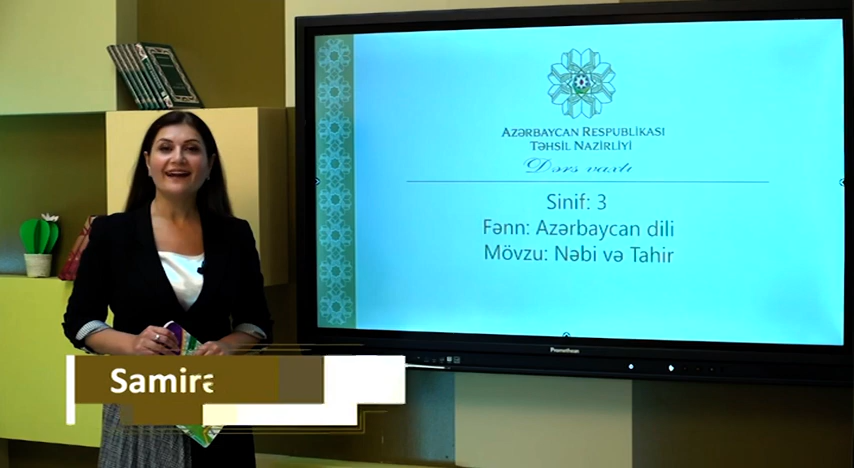 AZƏRBAYCAN RESPUBLİKASI
TƏHSİL NAZİRLİYİ
Dərs vaxtı
Sinif: 3
Fənn: Azərbaycan dili
Mövzu: Nəbi və Tahir
Promethean
Samira